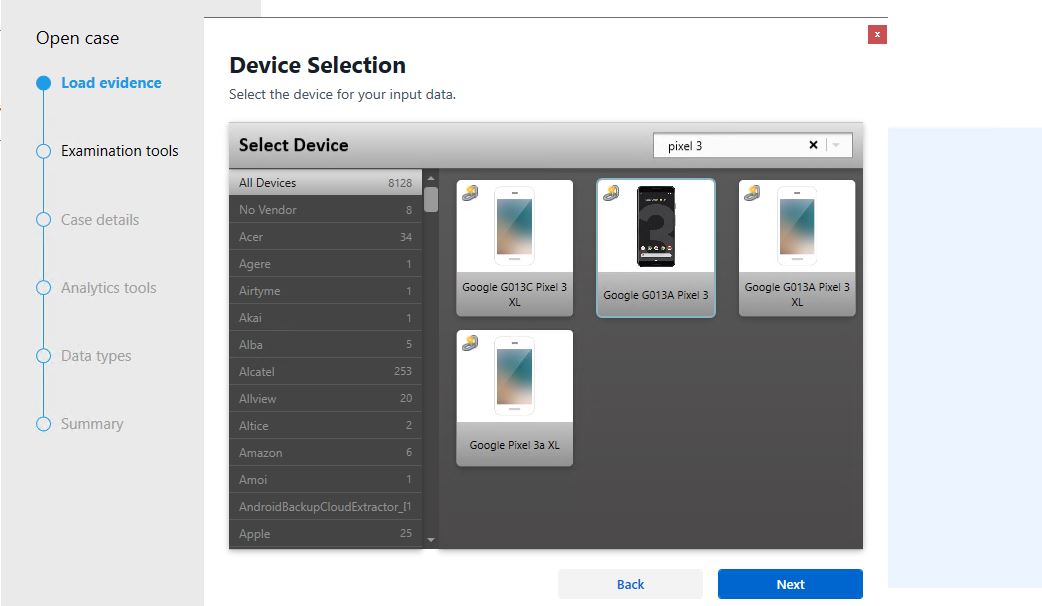 Open case
Load evidence
Examination tools
Case details
Analytics tools
Data types
Summary
x
Device Selection
Select the device for your input data.
Select Device
pixel 3
All Devices 8128
No Vendor 8
Acer 34
Agere 1
Airtyme 1
Akai 1
Alba 5
Alcatel 253
Allview 20
Altice 2
Amazon 6
Amoi 1
AndroidBackupCloudExtractor_[1
Apple 25
Google G013C Pixel 3
XL
Google G013A Pixel 3
Google G013A Pixel 3
XL
Google Pixel 3a XL
Back
Next